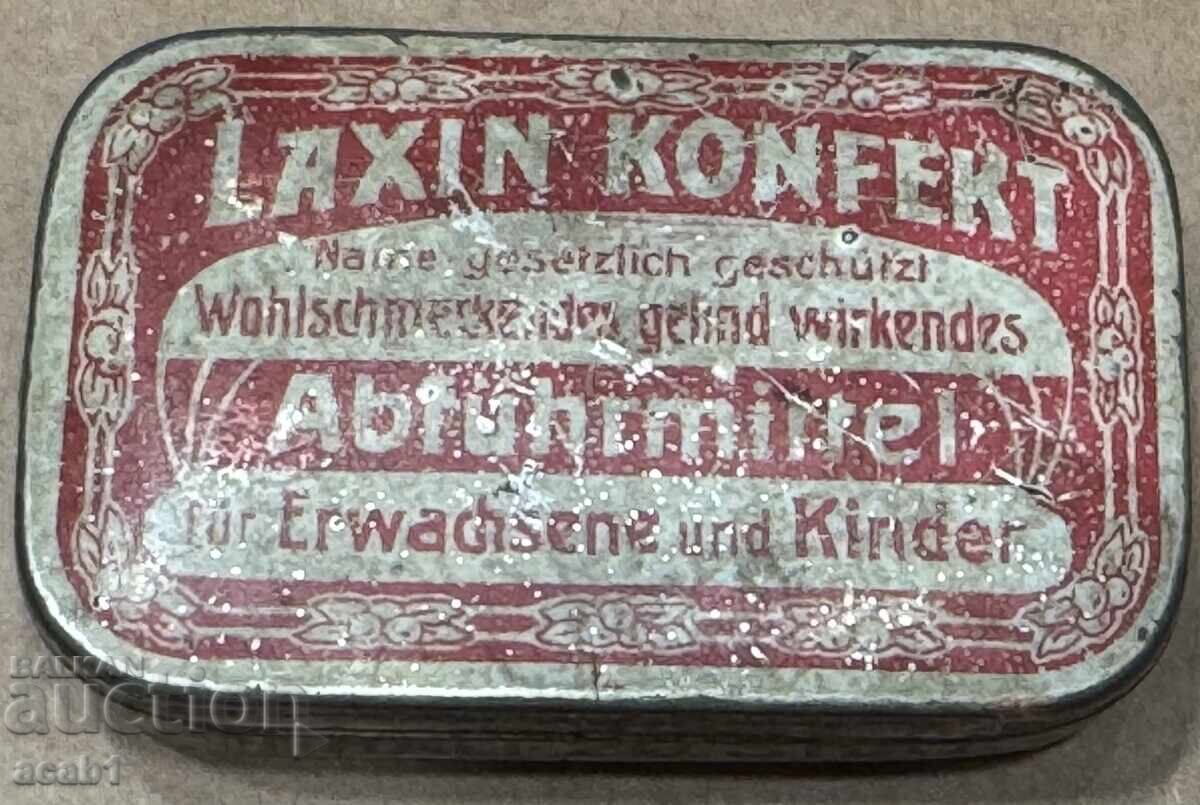 LAXIN KONFEKT
Name gesetzlich geschützt
Wohlschmeckendes gelind wirkendes
Abführmittel
für Erwachsene und Kinder
BALKAN
auction
acab1